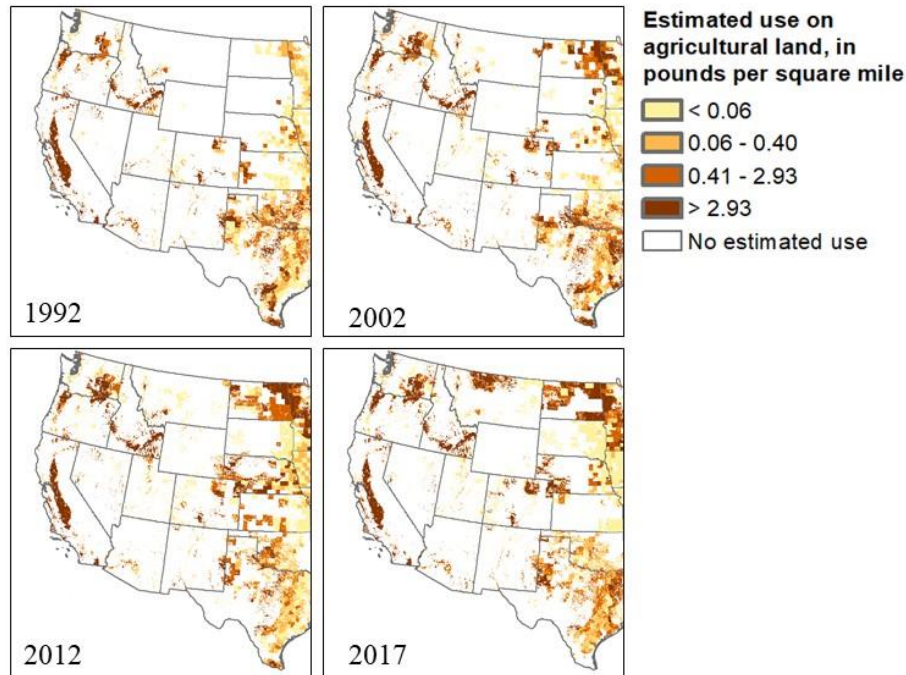 Estimated use on
agricultural land, in
pounds per square mile
< 0.06
0.06 - 0.40
0.41 - 2.93
> 2.93
No estimated use
1992
2002
2012
2017